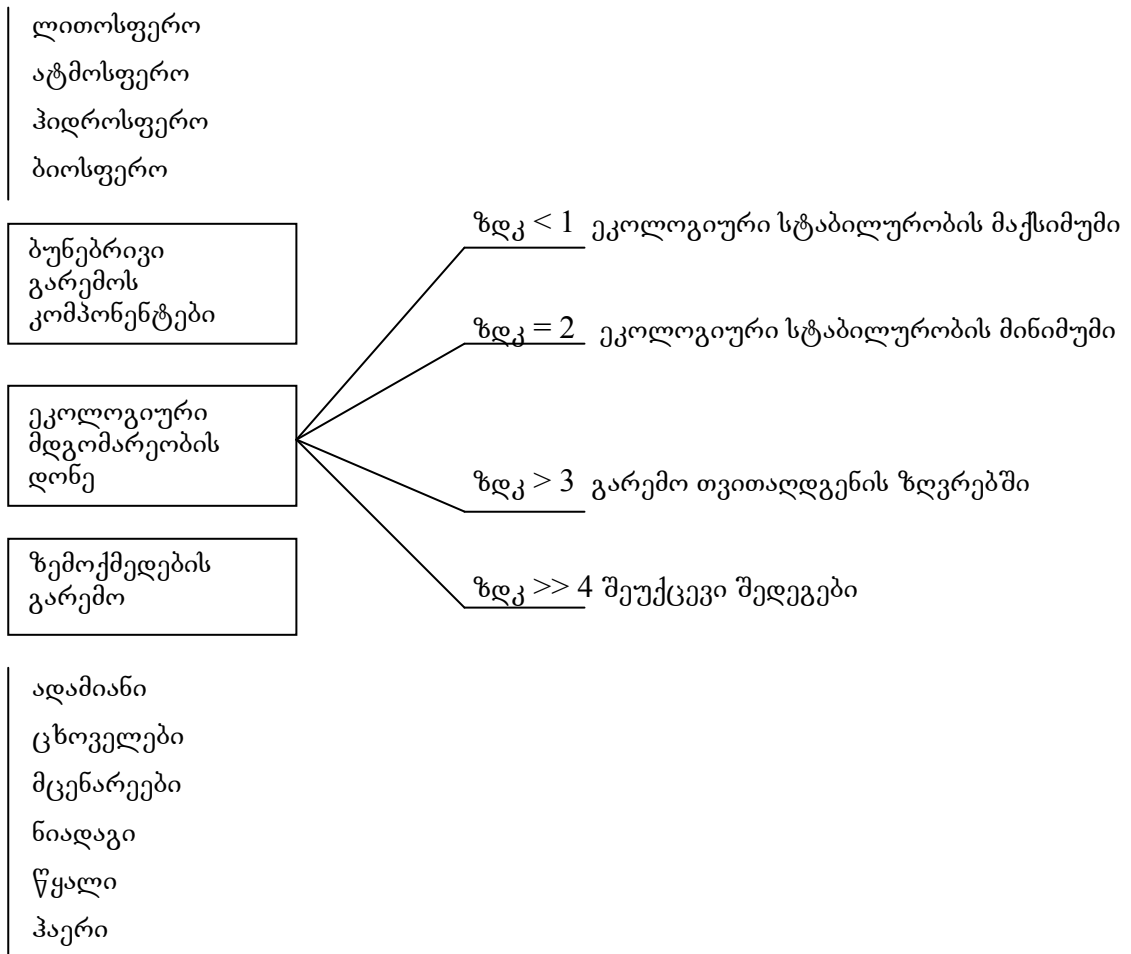 ლითოსფერო
ატმოსფერო
ჰიდროსფერო
ბიოსფერო
ბუნებრივი
გარემოს
კომპონენტები
ეკოლოგიური
მდგომარეობის
დონე
ზემოქმედების
გარემო
ზდკ < 1 ეკოლოგიური სტაბილურობის მაქსიმუმი
ზდკ = 2 ეკოლოგიური სტაბილურობის მინიმუმი
ზდკ > 3 გარემო თვითაღდგენის ზღვრებში
ზდკ >> 4 შეუქცევი შედეგები
ადამიანი
ცხოველები
მცენარეები
ნიადაგი
წყალი
ჰაერი